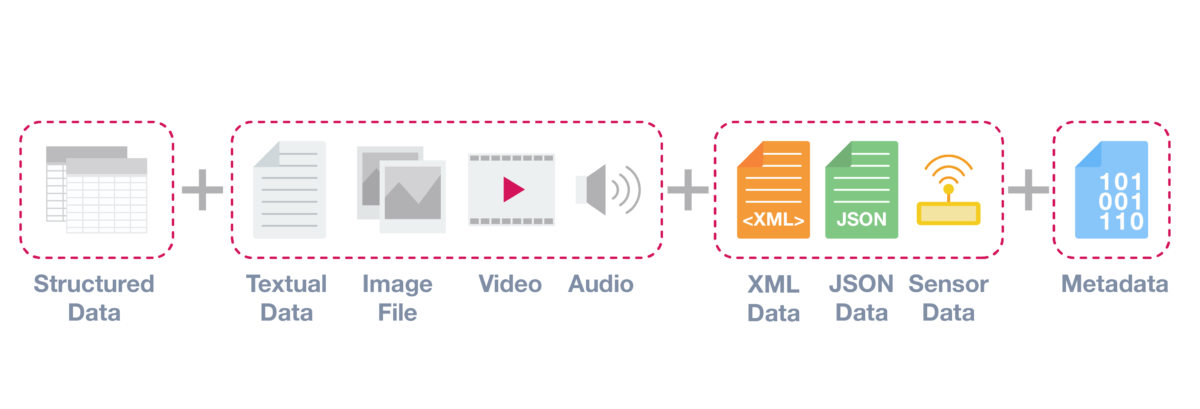 <XML>
JSON
101
001
110
Structured
Data
Textual
Data
Image
File
Video
Audio
XML
Data
JSON
Data
Sensor
Data
Metadata